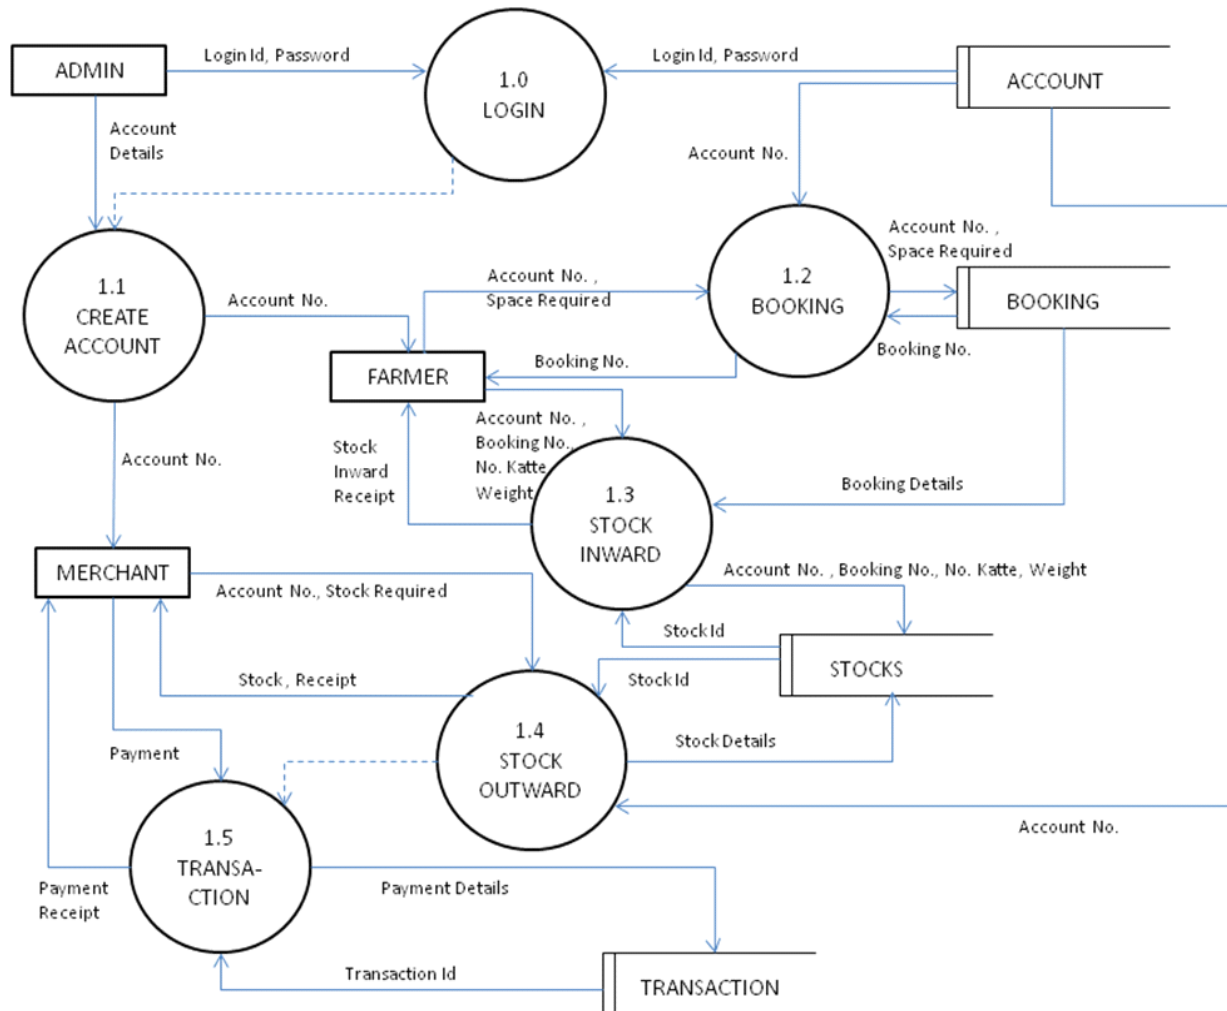 Login Id, Password
Login Id, Password
ADMIN
1.0
LOGIN
ACCOUNT
Account
Details
Account No.
Account No. ,
Space Required
1.1
CREATE
ACCOUNT
Account No.
Account No. ,
Space Required
1.2
BOOKING
BOOKING
Booking No.
Booking No.
FARMER
Stock
Inward
Receipt
Account No. ,
Booking No.,
No. Katte,
Weight
Account No.
1.3
STOCK
INWARD
Booking Details
MERCHANT
Account No., Stock Required
Account No. , Booking No., No. Katte, Weight
Stock Id
Stock Id
STOCKS
Stock , Receipt
1.4
STOCK
OUTWARD
Stock Details
Payment
Account No.
1.5
TRANSA-
CTION
Payment
Receipt
Payment Details
Transaction Id
TRANSACTION